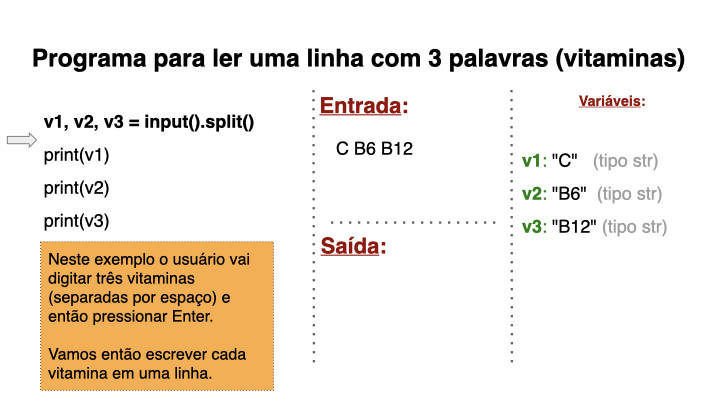 Programa para ler uma linha com 3 palavras (vitaminas)
v1, v2, v3 = input().split()
print(v1)
print(v2)
print(v3)
Neste exemplo o usuário vai
digitar três vitaminas
(separadas por espaço) e
então pressionar Enter.
Vamos então escrever cada
vitamina em uma linha.
Entrada:
C B6 B12
Saída:
Variáveis:
v1: "C" (tipo str)
v2: "B6" (tipo str)
v3: "B12" (tipo str)